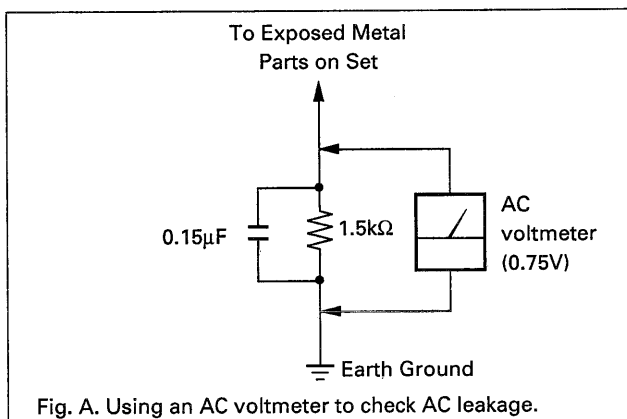 To Exposed Metal
Parts on Set
0.15μF
1.5kΩ
AC
voltmeter
(0.75V)
Earth Ground
Fig. A. Using an AC voltmeter to check AC leakage.